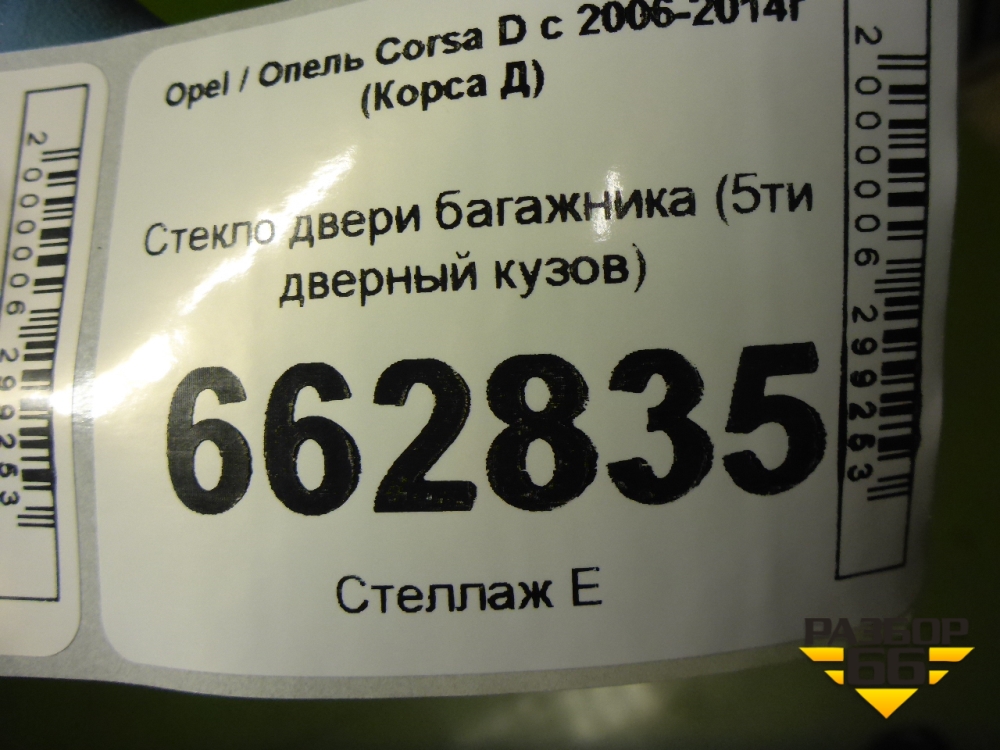 Opel / Опель Corsa D с 2006-2014г
(Корса Д)
Стекло двери багажника (5ти
дверный кузов)
662835
Стеллаж Е
2000006299253
2000006299253
РАЗБОР
66